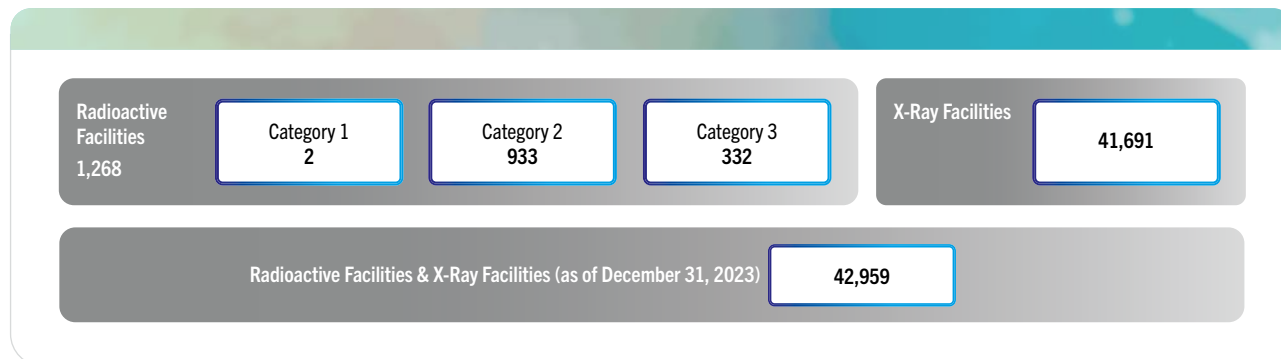 Radioactive
Facilities
1,268
Category 1
2
Category 2
933
Category 3
332
X-Ray Facilities
41,691
Radioactive Facilities & X-Ray Facilities (as of December 31, 2023)
42,959